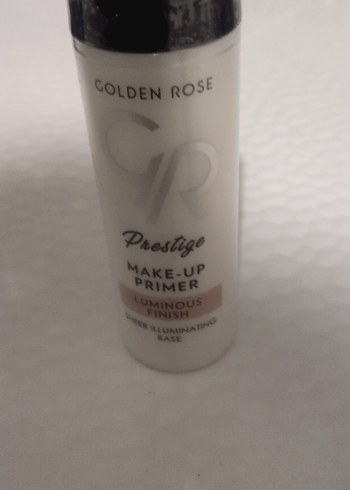 GOLDEN ROSE
GR
Prestige
MAKE-UP
PRIMER
LUMINOUS
FINISH
SHEER ILLUMINATING
BASE